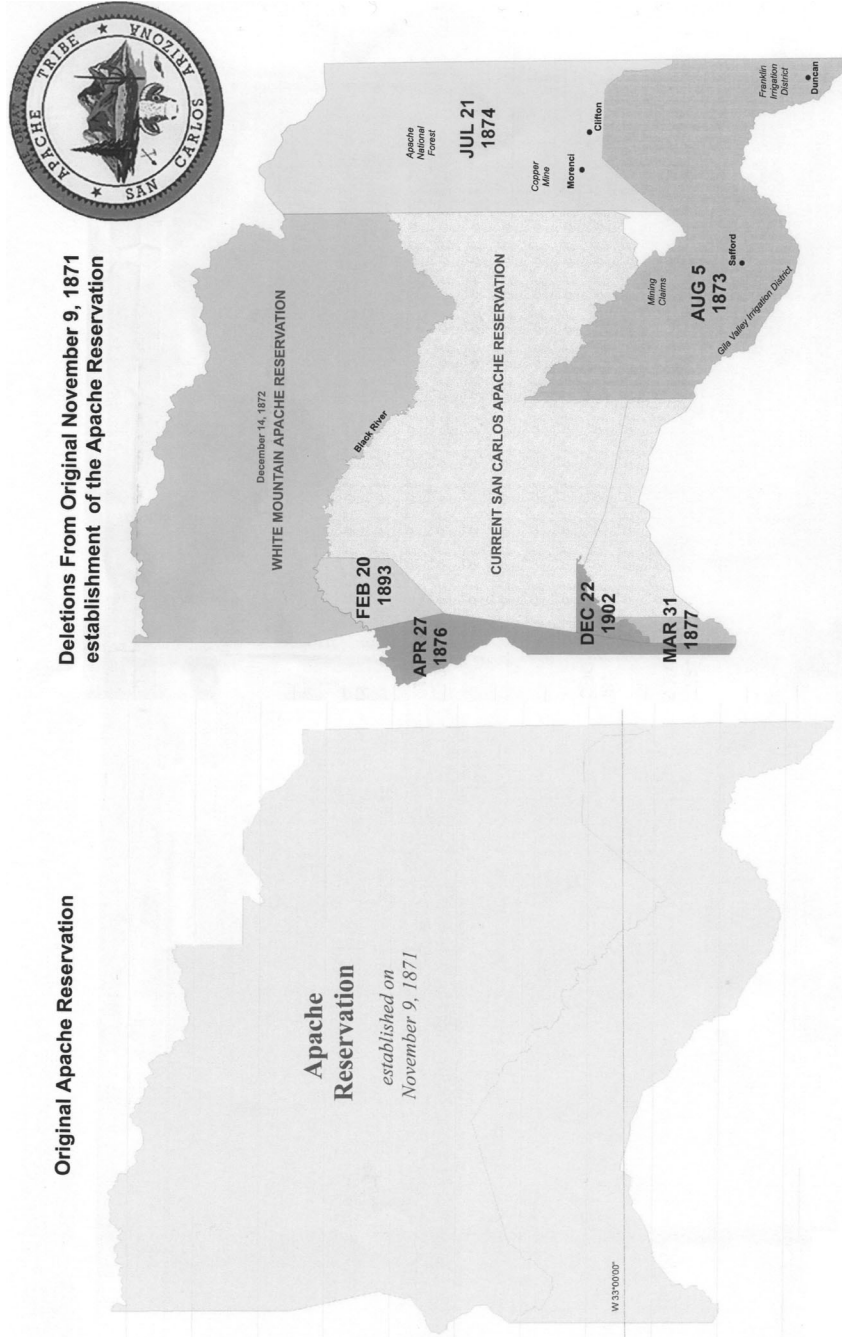 Original Apache Reservation
Apache
Reservation
established on
November 9, 1871
W 33°00'00"
Deletions From Original November 9, 1871
establishment of the Apache Reservation
THE GREAT SEAL OF
APACHE TRIBE
SAN CARLOS ARIZONA
December 14, 1872
WHITE MOUNTAIN APACHE RESERVATION
Black River
FEB 20
1893
APR 27
1876
CURRENT SAN CARLOS APACHE RESERVATION
DEC 22
1902
MAR 31
1877
Apache
National
Forest
JUL 21
1874
Copper
Mine
Morenci
Clifton
Mining
Claims
AUG 5
1873
Safford
Gila Valley Irrigation District
Franklin
Irrigation
District
Duncan